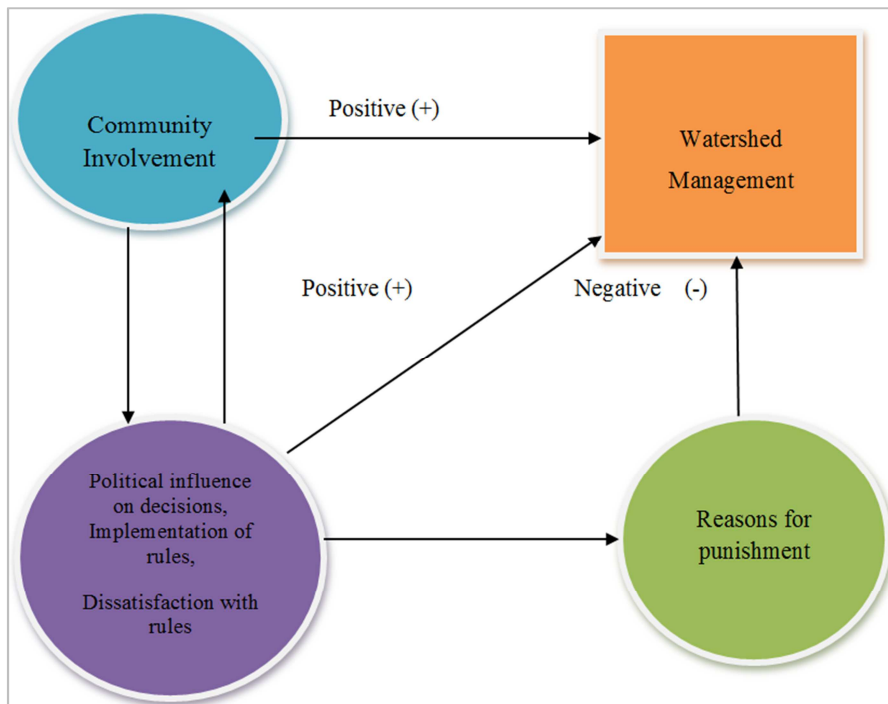 Community
Involvement
Positive (+)
Watershed
Management
Positive (+)
Negative (-)
Political influence
on decisions,
Implementation of
rules,
Dissatisfaction with
rules
Reasons for
punishment